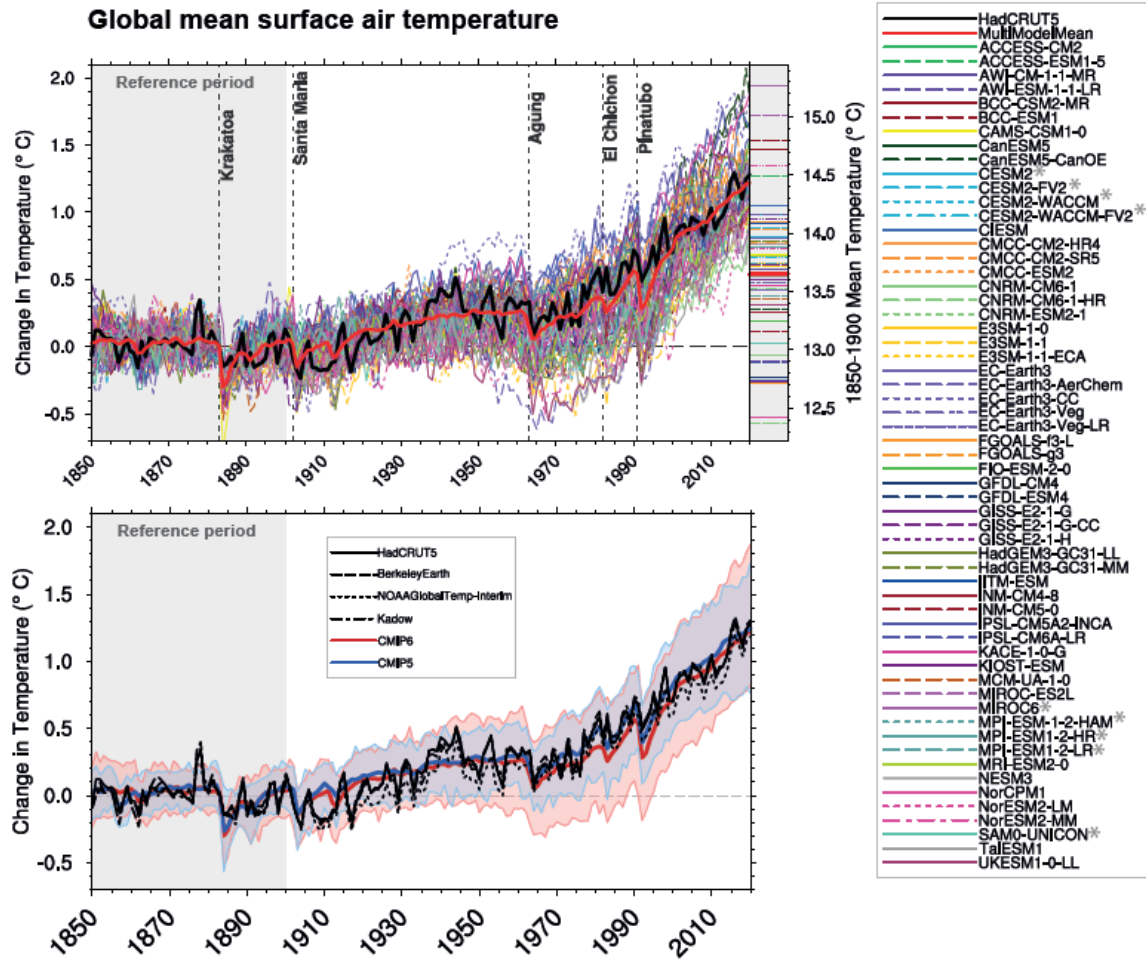 Global mean surface air temperature
Reference period
Krakatoa
Santa Maria
Agung
El Chichon
Pinatubo
Change In Temperature (° C)
2.0
1.5
1.0
0.5
0.0
-0.5
1850
1870
1890
1910
1930
1950
1970
1990
2010
15.0
14.5
14.0
13.5
13.0
12.5
1850-1900 Mean Temperature (° C)
Reference period
HadCRUT5
BerkeleyEarth
NOAAGlobalTemp-Interim
Kadow
CMIP6
CMIP5
Change in Temperature (° C)
2.0
1.5
1.0
0.5
0.0
-0.5
1850
1870
1890
1910
1930
1950
1970
1990
2010
HadCRUT5
MultiModelMean
ACCESS-CM2
ACCESS-ESM1-5
AWI-CM-1-1-MR
AWI-ESM-1-1-LR
BCC-CSM2-MR
BCC-ESM1
CAMS-CSM1-0
CanESM5
CanESM5-CanOE
CESM2*
CESM2-FV2*
CESM2-WACCM*
CESM2-WACCM-FV2*
CIESM
CMCC-CM2-HR4
CMCC-CM2-SR5
CMCC-ESM2
CNRM-CM6-1
CNRM-CM6-1-HR
CNRM-ESM2-1
E3SM-1-0
E3SM-1-1
E3SM-1-1-ECA
EC-Earth3
EC-Earth3-AerChem
EC-Earth3-CC
EC-Earth3-Veg
EC-Earth3-Veg-LR
FGOALS-f3-L
FGOALS-g3
FIO-ESM-2-0
GFDL-CM4
GFDL-ESM4
GISS-E2-1-G
GISS-E2-1-G-CC
GISS-E2-1-H
HadGEM3-GC31-LL
HadGEM3-GC31-MM
IITM-ESM
INM-CM4-8
INM-CM5-0
IPSL-CM5A2-INCA
IPSL-CM6A-LR
KACE-1-0-G
KIOST-ESM
MCM-UA-1-0
MIROC-ES2L
MIROC6*
MPI-ESM-1-2-HAM*
MPI-ESM1-2-HR*
MPI-ESM1-2-LR*
MRI-ESM2-0
NESM3
NorCPM1
NorESM2-LM
NorESM2-MM
SAM0-UNICON*
TaiESM1
UKESM1-0-LL